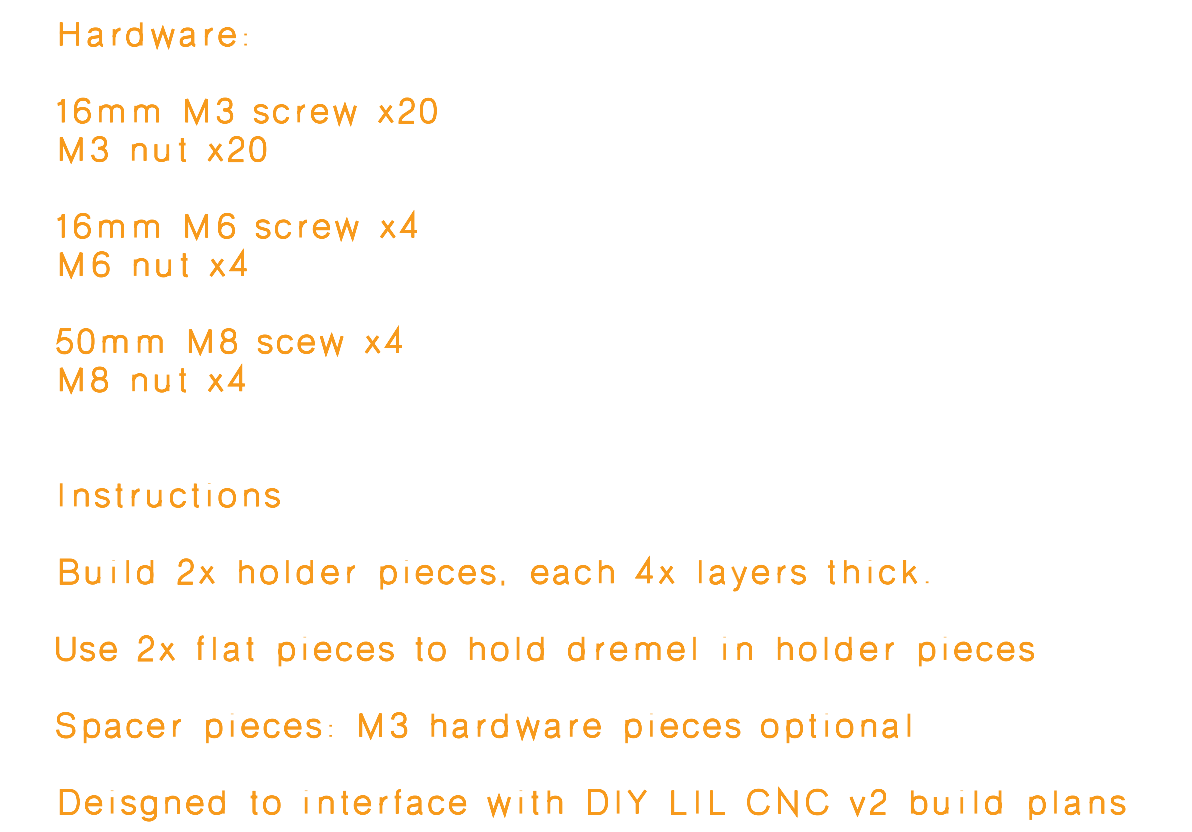 Hardware:
16mm M3 screw x20
M3 nut x20
16mm M6 screw x4
M6 nut x4
50mm M8 scew x4
M8 nut x4
Instructions
Build 2x holder pieces, each 4x layers thick.
Use 2x flat pieces to hold dremel in holder pieces
Spacer pieces: M3 hardware pieces optional
Deisgned to interface with DIY LIL CNC v2 build plans